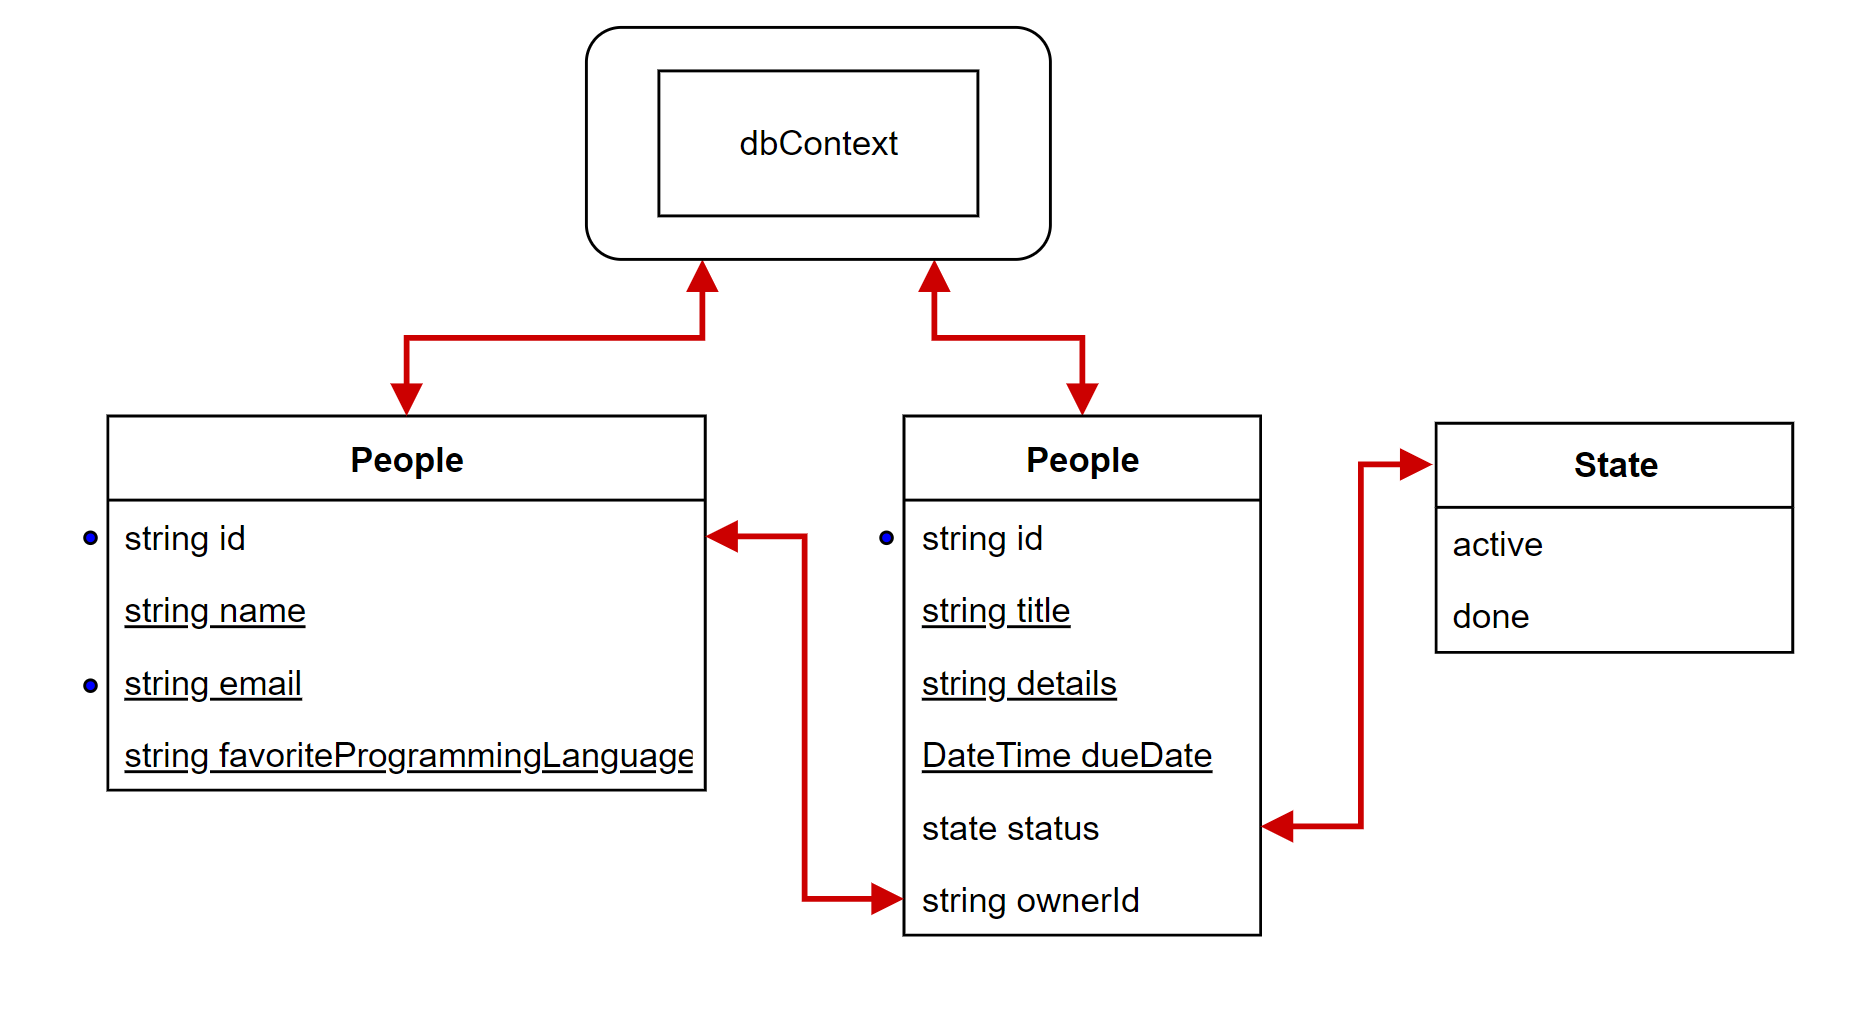 dbContext
People
string id
string name
string email
string favoriteProgrammingLanguage
People
string id
string title
string details
DateTime dueDate
state status
string ownerId
State
active
done